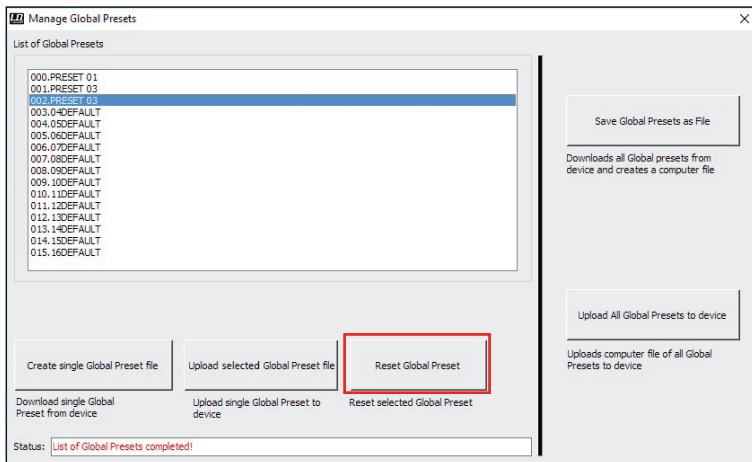 LD Manage Global Presets
List of Global Presets
000.PRESET 01
001.PRESET 03
002.PRESET 03
003.04DEFAULT
004.05DEFAULT
005.06DEFAULT
006.07DEFAULT
007.08DEFAULT
008.09DEFAULT
009.10DEFAULT
010.11DEFAULT
011.12DEFAULT
012.13DEFAULT
013.14DEFAULT
014.15DEFAULT
015.16DEFAULT
Save Global Presets as File
Downloads all Global presets from
device and creates a computer file
Upload All Global Presets to device
Uploads computer file of all Global
Presets to device
Create single Global Preset file
Download single Global
Preset from device
Upload selected Global Preset file
Upload single Global Preset to
device
Reset Global Preset
Reset selected Global Preset
Status: List of Global Presets completed!